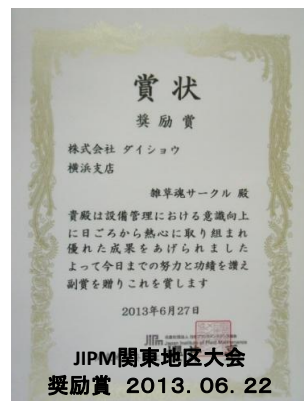 賞状
奨励賞
株式会社 ダイショウ
横浜支店
雑草魂サークル 殿
貴殿は設備管理における意識向上
に日ごろから熱心に取り組まれ
優れた成果をあげられました
よって今日までの努力と功績を讃え
副賞を贈りこれを賞します
2013年6月27日
JIPM
Japan Institute of Plant Maintenance
JIPM関東地区大会
奨励賞 2013.06.22